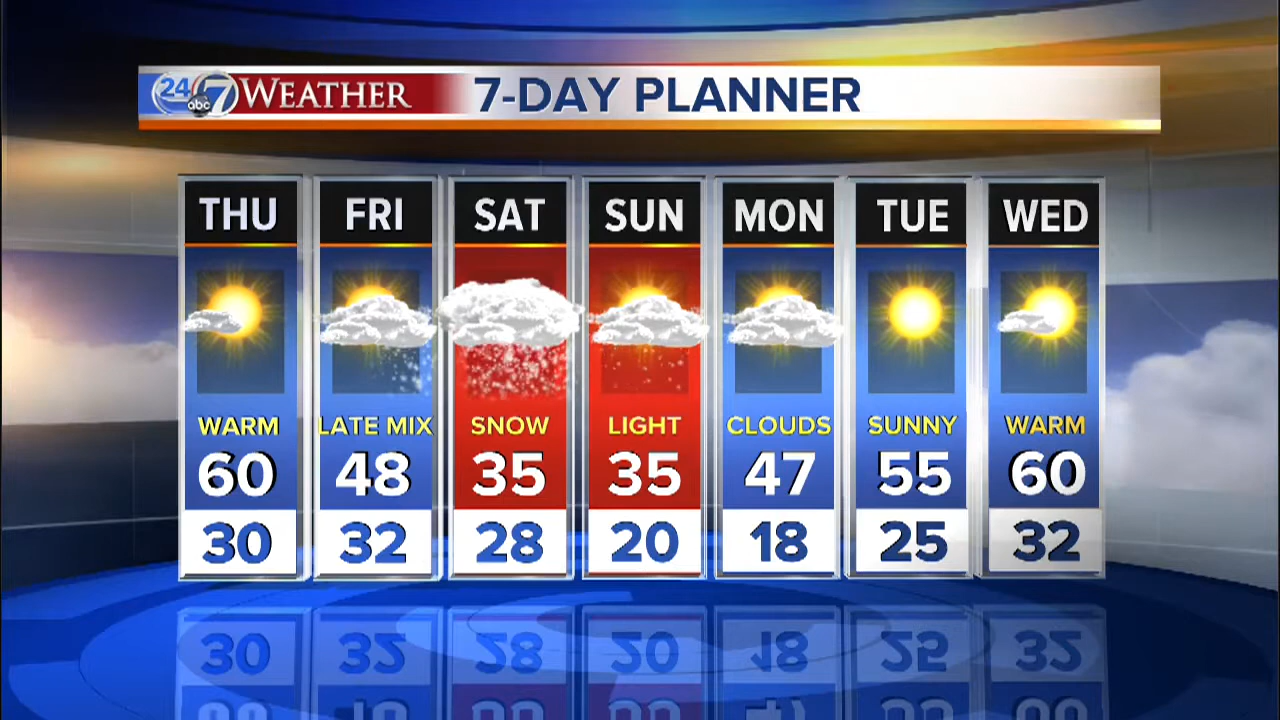 24 7 abc WEATHER 7-DAY PLANNER
THU FRI SAT SUN MON TUE WED
WARM LATE MIX SNOW LIGHT CLOUDS SUNNY WARM
60 48 35 35 47 55 60
30 32 28 20 18 25 32